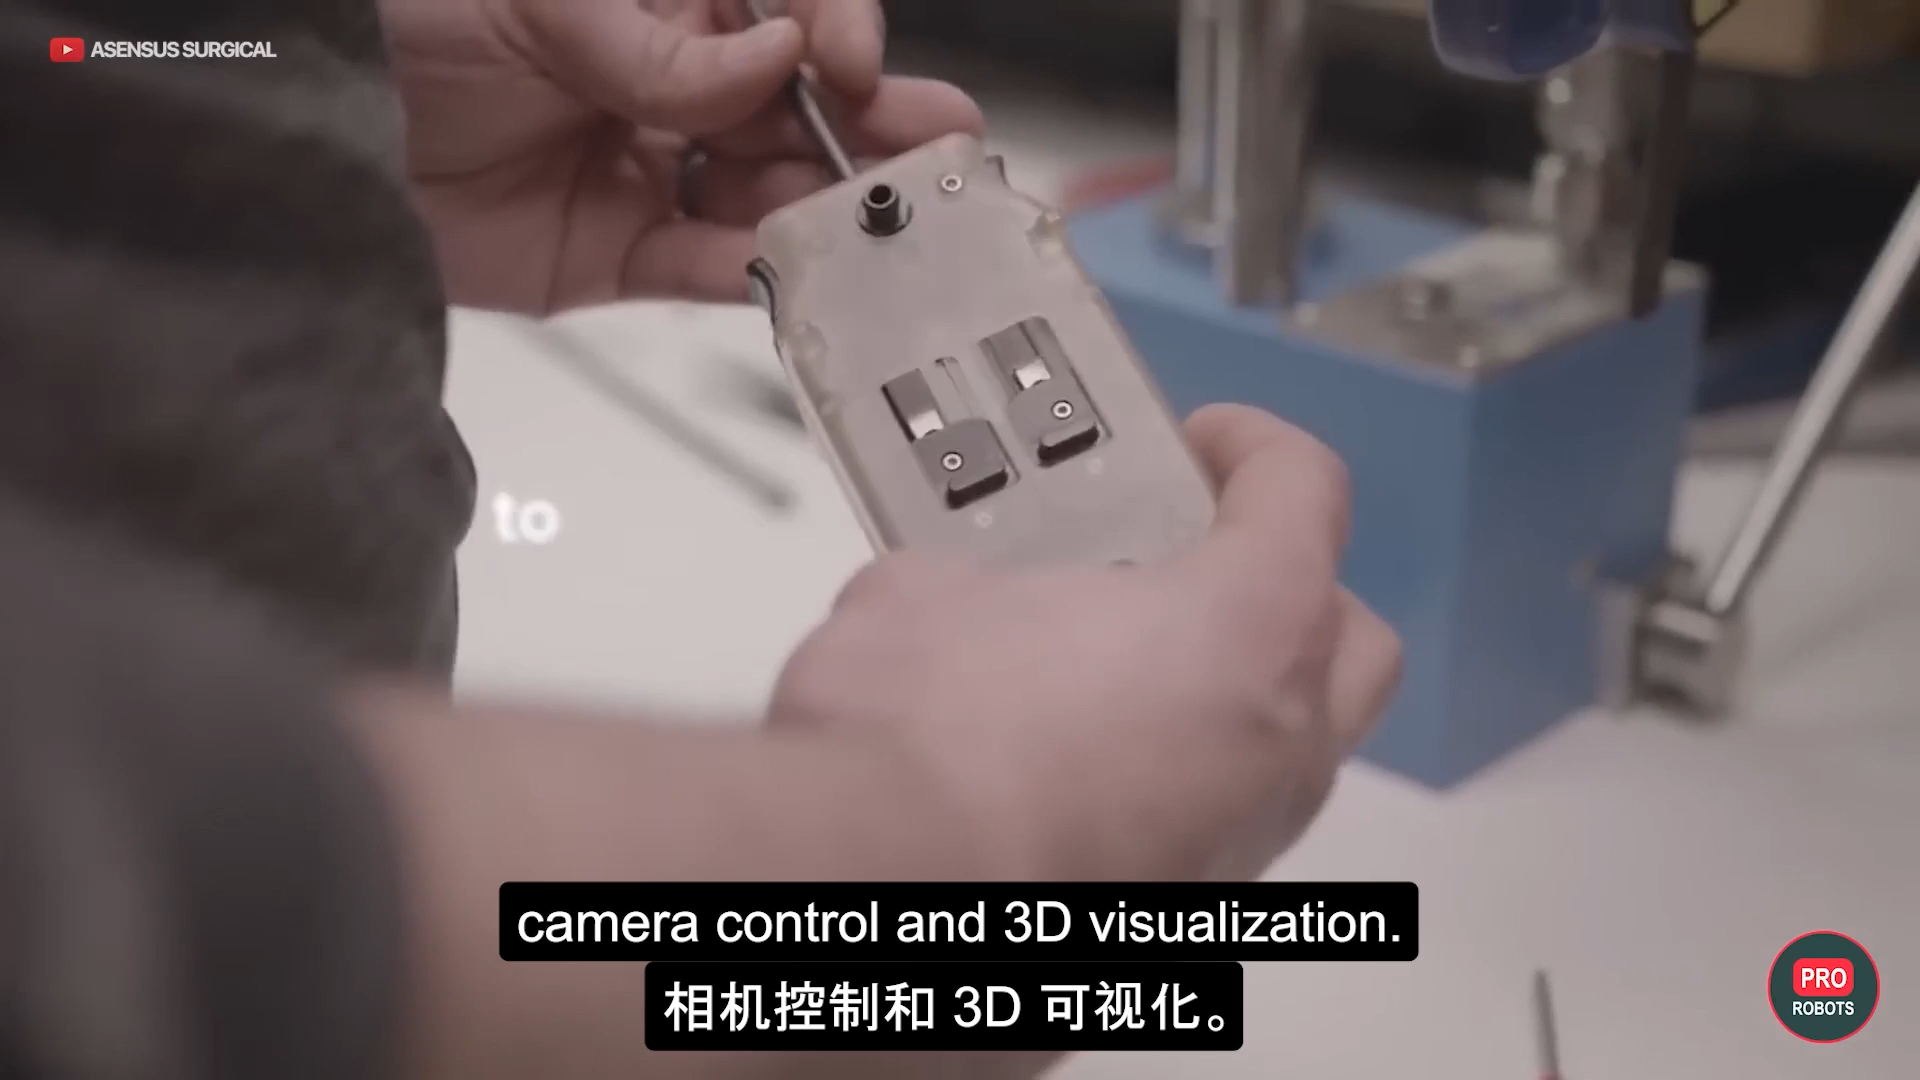 ASENSUS SURGICAL
to
camera control and 3D visualization.
相机控制和 3D 可视化。
PRO
ROBOTS